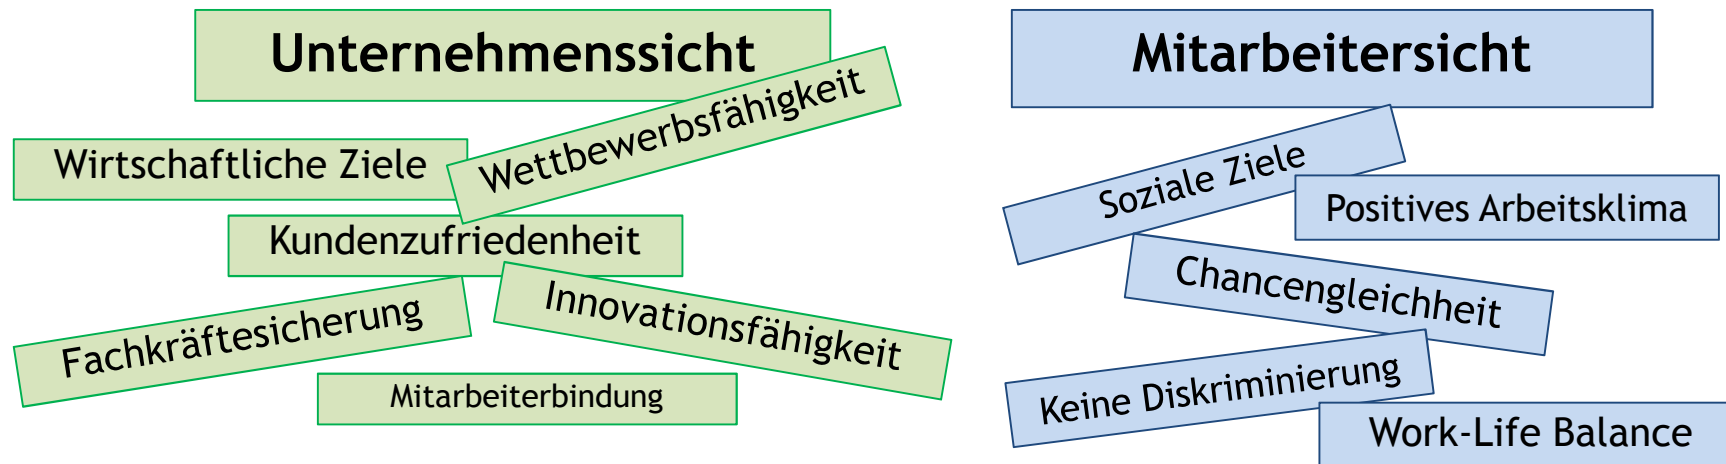 Unternehmenssicht
Wettbewerbsfähigkeit
Wirtschaftliche Ziele
Kundenzufriedenheit
Fachkräftesicherung
Innovationsfähigkeit
Mitarbeiterbindung
Mitarbeitersicht
Soziale Ziele
Positives Arbeitsklima
Chancengleichheit
Keine Diskriminierung
Work-Life Balance